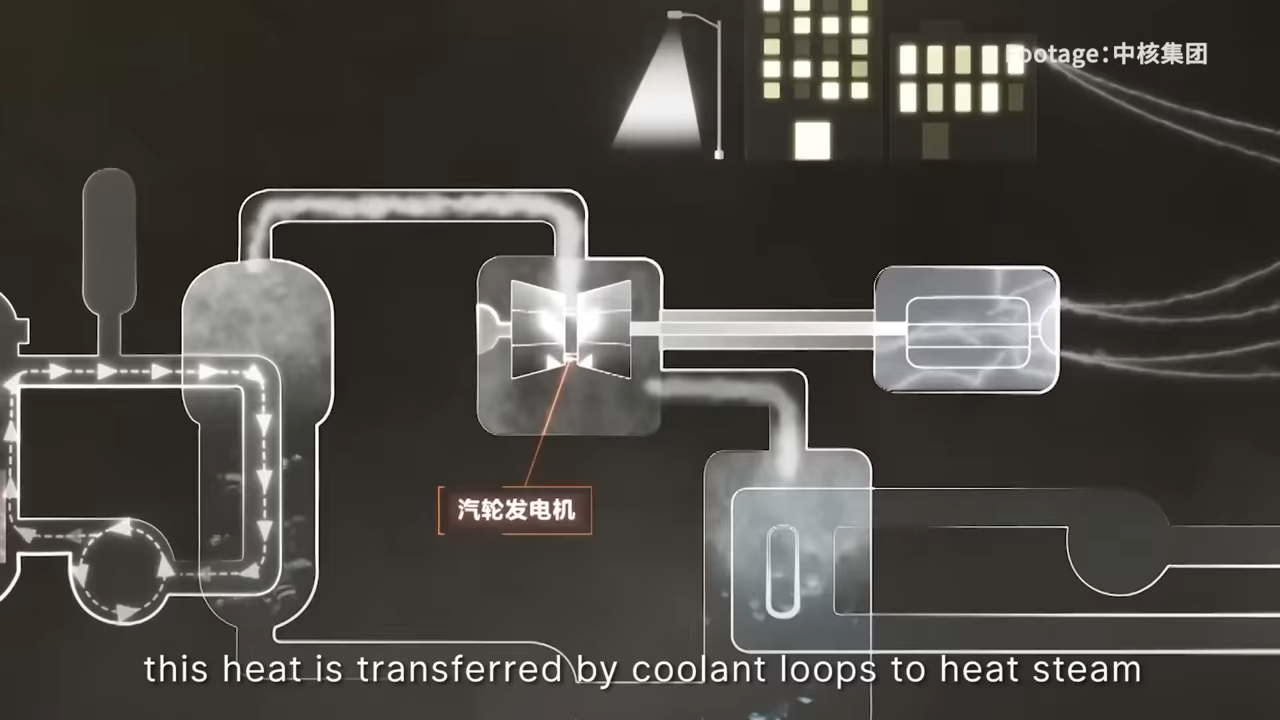 Footage:中核集团
汽轮发电机
this heat is transferred by coolant loops to heat steam